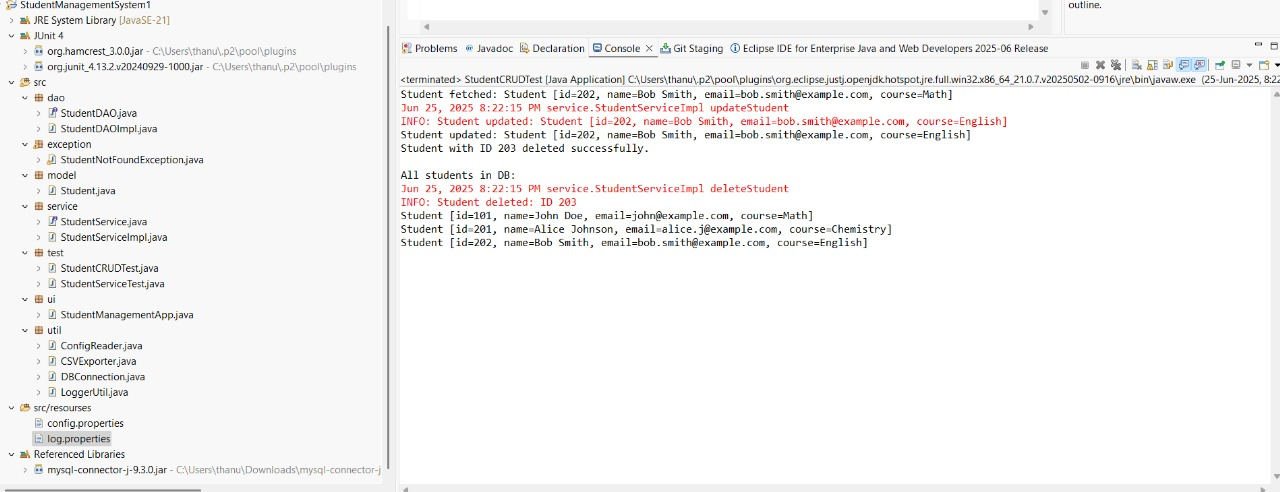 StudentManagementSystem1
JRE System Library [JavaSE-21]
JUnit 4
org.hamcrest_3.0.0.jar - C:\Users\thanu\.p2\pool\plugins
org.junit_4.13.2.v20240929-1000.jar - C:\Users\thanu\.p2\pool\plugins
src
dao
StudentDAO.java
StudentDAOImpl.java
exception
StudentNotFoundException.java
model
Student.java
service
StudentService.java
StudentServiceImpl.java
test
StudentCRUDTest.java
StudentServiceTest.java
ui
StudentManagementApp.java
util
ConfigReader.java
CSVExporter.java
DBConnection.java
LoggerUtil.java
src/resourses
config.properties
log.properties
Referenced Libraries
mysql-connector-j-9.3.0.jar - C:\Users\thanu\Downloads\mysql-connector-j
outline.
Problems Javadoc Declaration Console Git Staging Eclipse IDE for Enterprise Java and Web Developers 2025-06 Release
<terminated> StudentCRUDTest [Java Application] C:\Users\thanu\.p2\pool\plugins\org.eclipse.justj.openjdk.hotspot.jre.full.win32.x86_64_21.0.7.v20250502-0916\jre\bin\javaw.exe (25-Jun-2025, 8:22
Student fetched: Student [id=202, name=Bob Smith, email=bob.smith@example.com, course=Math]
Jun 25, 2025 8:22:15 PM service.StudentServiceImpl updateStudent
INFO: Student updated: Student [id=202, name=Bob Smith, email=bob.smith@example.com, course=English]
Student updated: Student [id=202, name=Bob Smith, email=bob.smith@example.com, course=English]
Student with ID 203 deleted successfully.
All students in DB:
Jun 25, 2025 8:22:15 PM service.StudentServiceImpl deleteStudent
INFO: Student deleted: ID 203
Student [id=101, name=John Doe, email=john@example.com, course=Math]
Student [id=201, name=Alice Johnson, email=alice.j@example.com, course=Chemistry]
Student [id=202, name=Bob Smith, email=bob.smith@example.com, course=English]